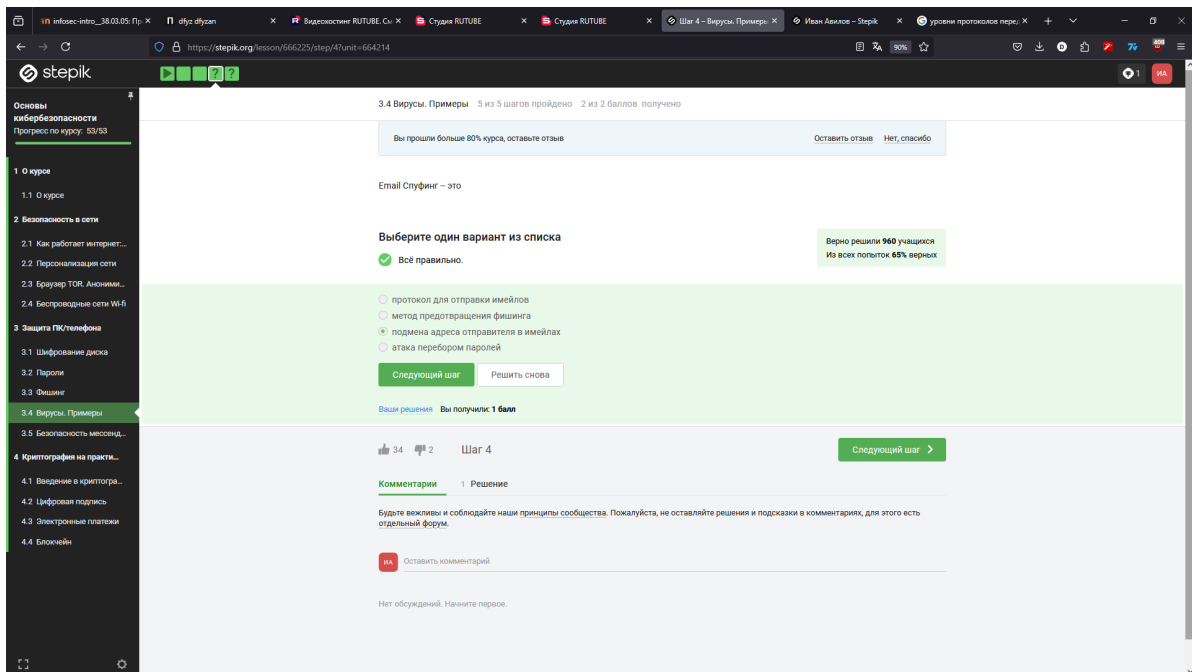 infosec-intro__38.03.05: Пр
dfyz dfyzan
Видеохостинг RUTUBE. См
Студия RUTUBE
Студия RUTUBE
Шаг 4 – Вирусы. Примеры
Иван Авилов – Stepik
уровни протоколов перед
https://stepik.org/lesson/666225/step/4?unit=664214
90%
stepik
1
ИА
Основы
кибербезопасности
Прогресс по курсу: 53/53
1 О курсе
1.1 О курсе
2 Безопасность в сети
2.1 Как работает интернет:...
2.2 Персонализация сети
2.3 Браузер TOR. Аноними...
2.4 Беспроводные сети Wi-fi
3 Защита ПК/телефона
3.1 Шифрование диска
3.2 Пароли
3.3 Фишинг
3.4 Вирусы. Примеры
3.5 Безопасность мессенд...
4 Криптография на практи...
4.1 Введение в криптогра...
4.2 Цифровая подпись
4.3 Электронные платежи
4.4 Блокчейн
3.4 Вирусы. Примеры 5 из 5 шагов пройдено 2 из 2 баллов получено
Вы прошли больше 80% курса, оставьте отзыв
Оставить отзыв Нет, спасибо
Email Спуфинг – это
Выберите один вариант из списка
Всё правильно.
Верно решили 960 учащихся
Из всех попыток 65% верных
протокол для отправки имейлов
метод предотвращения фишинга
подмена адреса отправителя в имейлах
атака перебором паролей
Следующий шаг
Решить снова
Ваши решения Вы получили: 1 балл
34 2 Шаг 4
Следующий шаг
Комментарии 1 Решение
Будьте вежливы и соблюдайте наши принципы сообщества. Пожалуйста, не оставляйте решения и подсказки в комментариях, для этого есть
отдельный форум.
ИА
Оставить комментарий
Нет обсуждений. Начните первое.